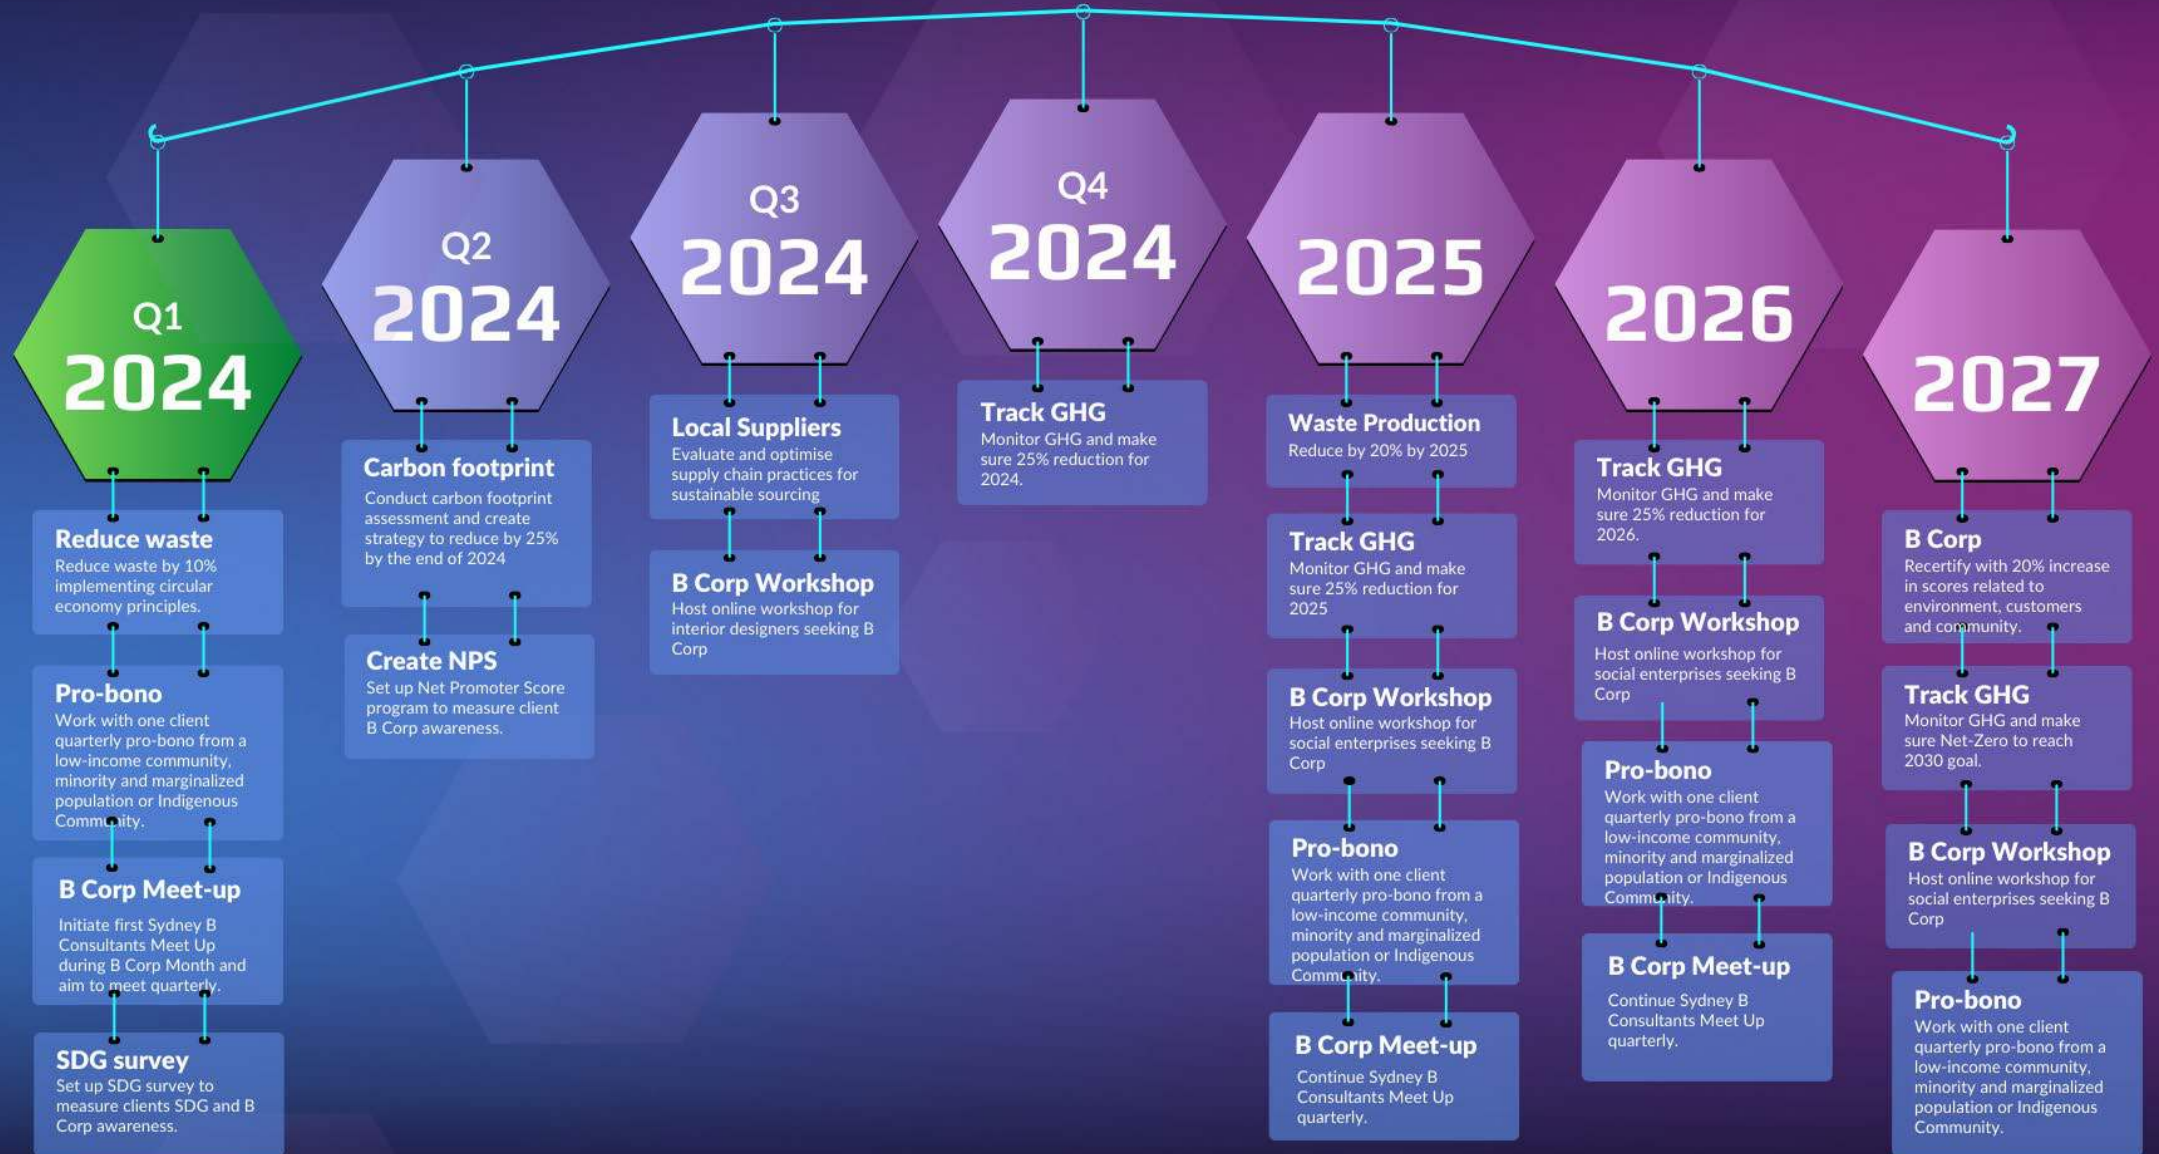 Q1
2024
Reduce waste
Reduce waste by 10%
implementing circular
economy principles.
Pro-bono
Work with one client
quarterly pro-bono from a
low-income community,
minority and marginalized
population or Indigenous
Community.
B Corp Meet-up
Initiate first Sydney B
Consultants Meet Up
during B Corp Month and
aim to meet quarterly.
SDG survey
Set up SDG survey to
measure clients SDG and B
Corp awareness.
Q2
2024
Carbon footprint
Conduct carbon footprint
assessment and create
strategy to reduce by 25%
by the end of 2024
Create NPS
Set up Net Promoter Score
program to measure client
B Corp awareness.
Q3
2024
Local Suppliers
Evaluate and optimise
supply chain practices for
sustainable sourcing
B Corp Workshop
Host online workshop for
interior designers seeking B
Corp
Q4
2024
Track GHG
Monitor GHG and make
sure 25% reduction for
2024.
2025
Waste Production
Reduce by 20% by 2025
Track GHG
Monitor GHG and make
sure 25% reduction for
2025
B Corp Workshop
Host online workshop for
social enterprises seeking B
Corp
Pro-bono
Work with one client
quarterly pro-bono from a
low-income community,
minority and marginalized
population or Indigenous
Community.
B Corp Meet-up
Continue Sydney B
Consultants Meet Up
quarterly.
2026
Track GHG
Monitor GHG and make
sure 25% reduction for
2026.
B Corp Workshop
Host online workshop for
social enterprises seeking B
Corp
Pro-bono
Work with one client
quarterly pro-bono from a
low-income community,
minority and marginalized
population or Indigenous
Community.
B Corp Meet-up
Continue Sydney B
Consultants Meet Up
quarterly.
2027
B Corp
Recertify with 20% increase
in scores related to
environment, customers
and community.
Track GHG
Monitor GHG and make
sure Net-Zero to reach
2030 goal.
B Corp Workshop
Host online workshop for
social enterprises seeking B
Corp
Pro-bono
Work with one client
quarterly pro-bono from a
low-income community,
minority and marginalized
population or Indigenous
Community.